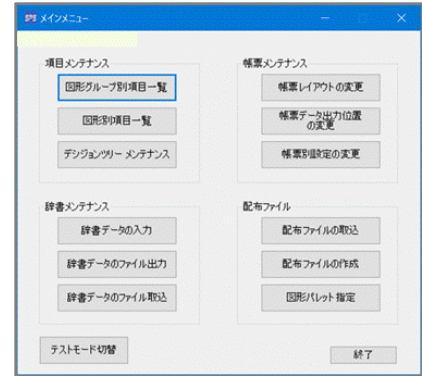 メインメニュー
項目メンテナンス
図形グループ別項目一覧
図形別項目一覧
デシジョンツリー メンテナンス
帳票メンテナンス
帳票レイアウトの変更
帳票データ出力位置
の変更
帳票別設定の変更
辞書メンテナンス
辞書データの入力
辞書データのファイル出力
辞書データのファイル取込
配布ファイル
配布ファイルの取込
配布ファイルの作成
図形パレット指定
テストモード切替
終了